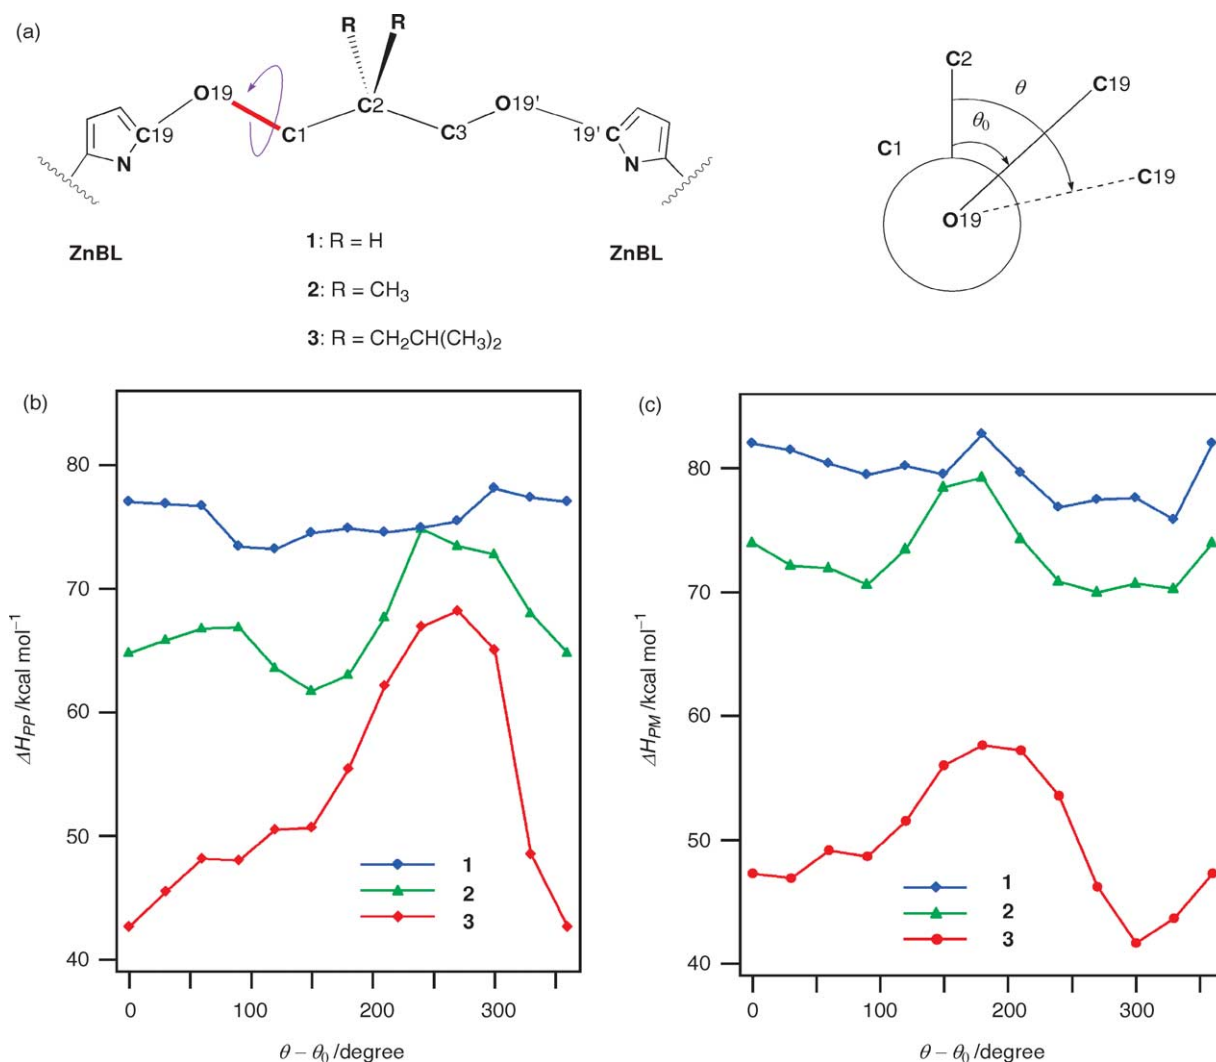 (a)
R R
O19 C2 O19' C19 C1 C3 19' C
N N
ZnBL ZnBL
1: R = H
2: R = CH₃
3: R = CH₂CH(CH₃)₂
C2
θ
C19
θ₀
C1
C19
O19
(b)
80
70
60
50
40
ΔH_PP /kcal mol⁻¹
1
2
3
0 100 200 300
θ − θ₀ /degree
(c)
80
70
60
50
40
ΔH_PM /kcal mol⁻¹
1
2
3
0 100 200 300
θ − θ₀ /degree